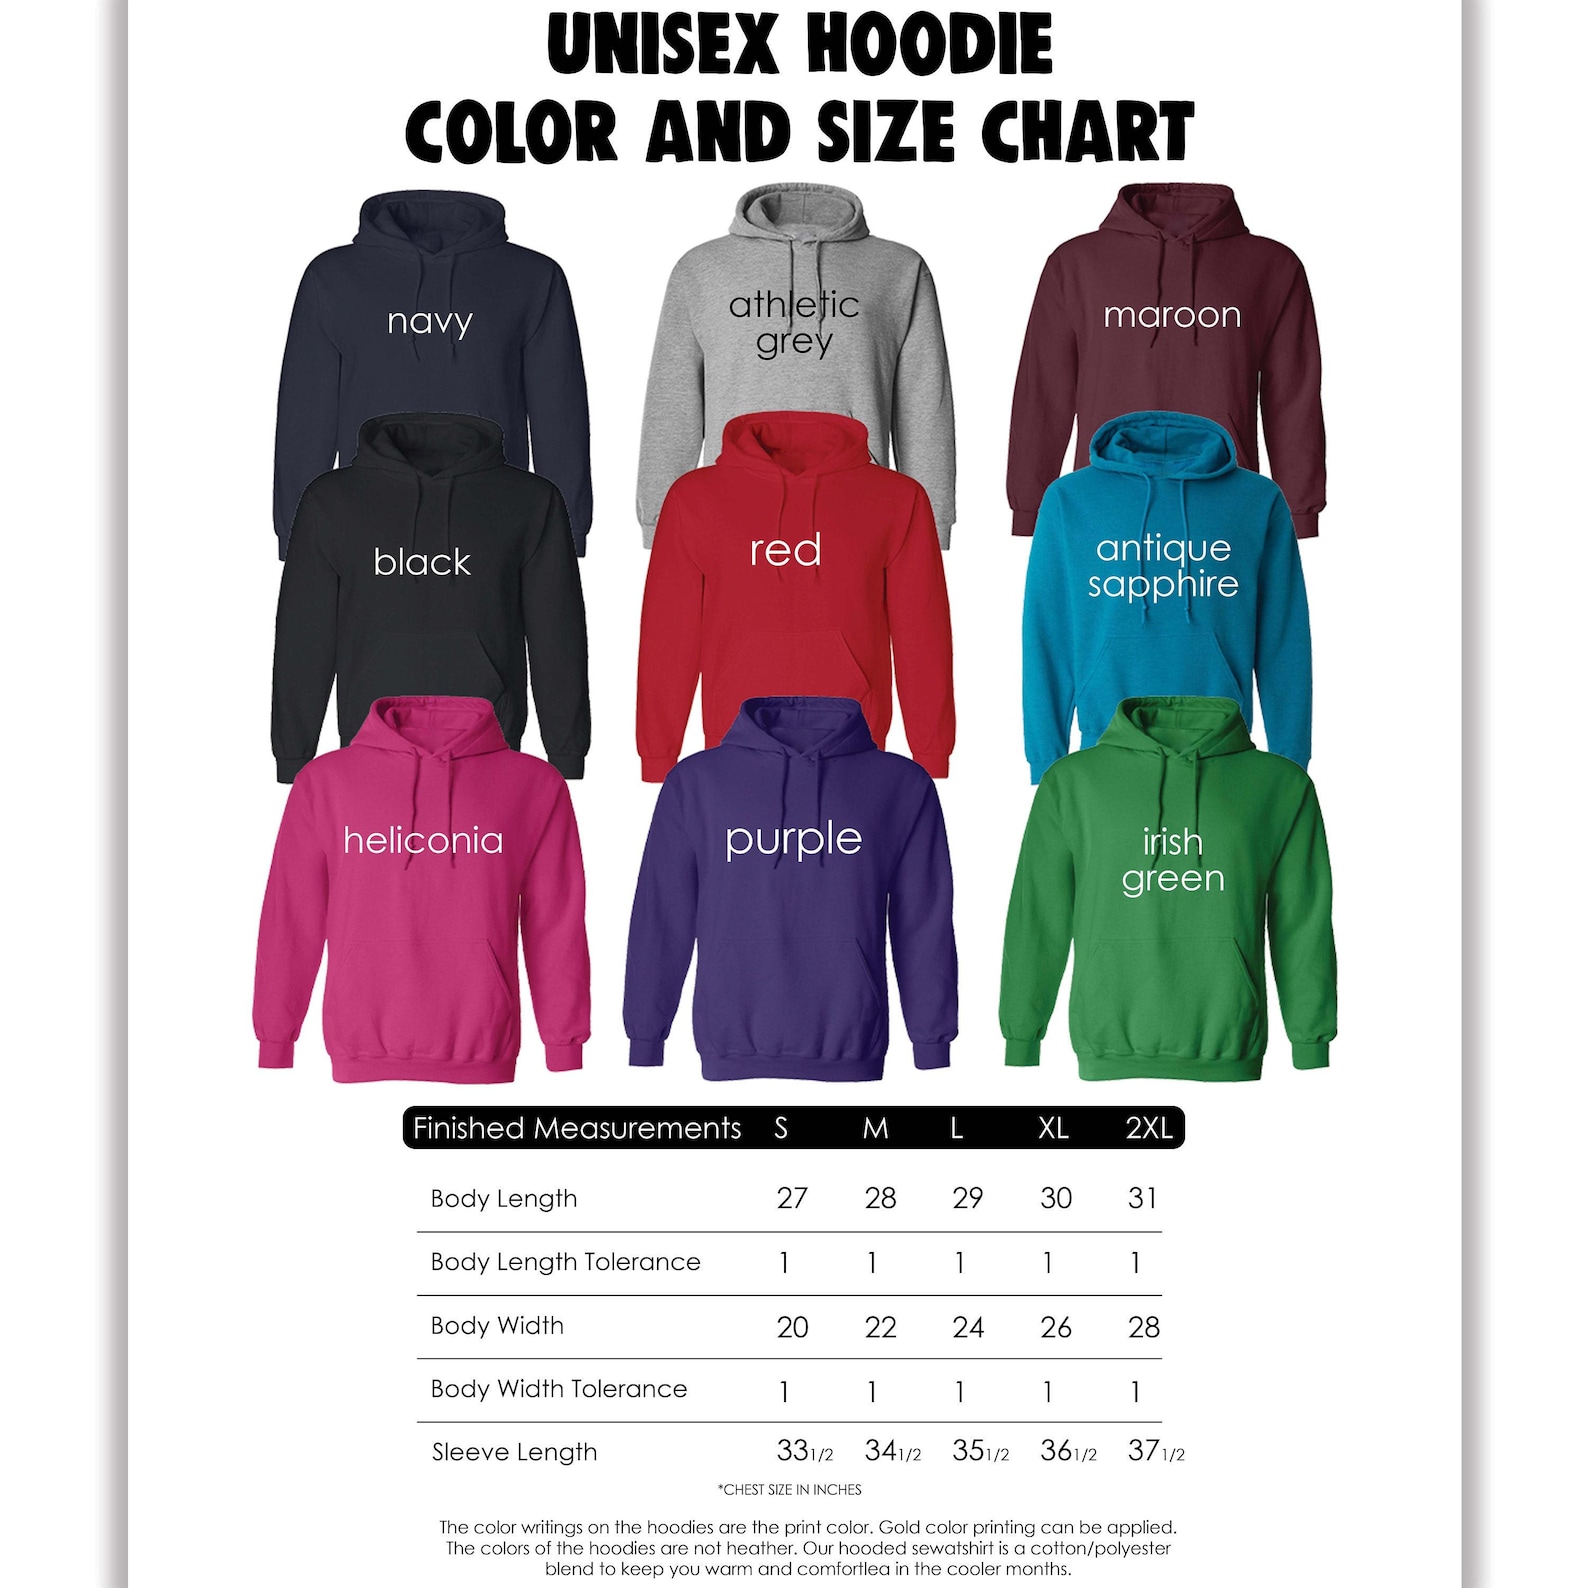 UNISEX HOODIE
COLOR AND SIZE CHART
navy
athletic
grey
maroon
black
red
antique
sapphire
heliconia
purple
irish
green
Finished Measurements S M L XL 2XL
Body Length 27 28 29 30 31
Body Length Tolerance 1 1 1 1 1
Body Width 20 22 24 26 28
Body Width Tolerance 1 1 1 1 1
Sleeve Length 33 1/2 34 1/2 35 1/2 36 1/2 37 1/2
*CHEST SIZE IN INCHES
The color writings on the hoodies are the print color. Gold color printing can be applied.
The colors of the hoodies are not heather. Our hooded sewatshirt is a cotton/polyester
blend to keep you warm and comfortlea in the cooler months.